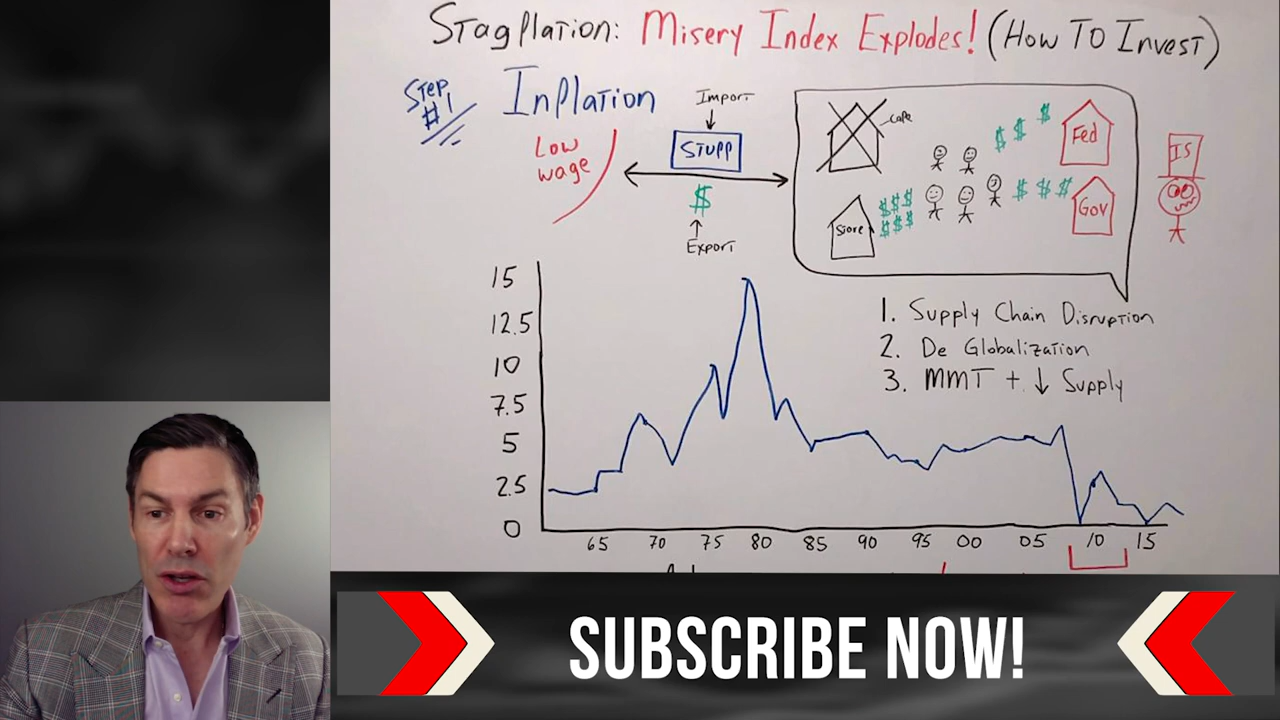 Stagflation: Misery Index Explodes! (How To Invest)
Step
#1
Inflation
Low
wage
Import
STUFF
$
Export
cafe
$ $ $
Fed
IS
Store
$$$
$$$
$ $ $
Gov
1. Supply Chain Disruption
2. De Globalization
3. MMT + ↓ Supply
15
12.5
10
7.5
5
2.5
0
65 70 75 80 85 90 95 00 05 10 15
SUBSCRIBE NOW!